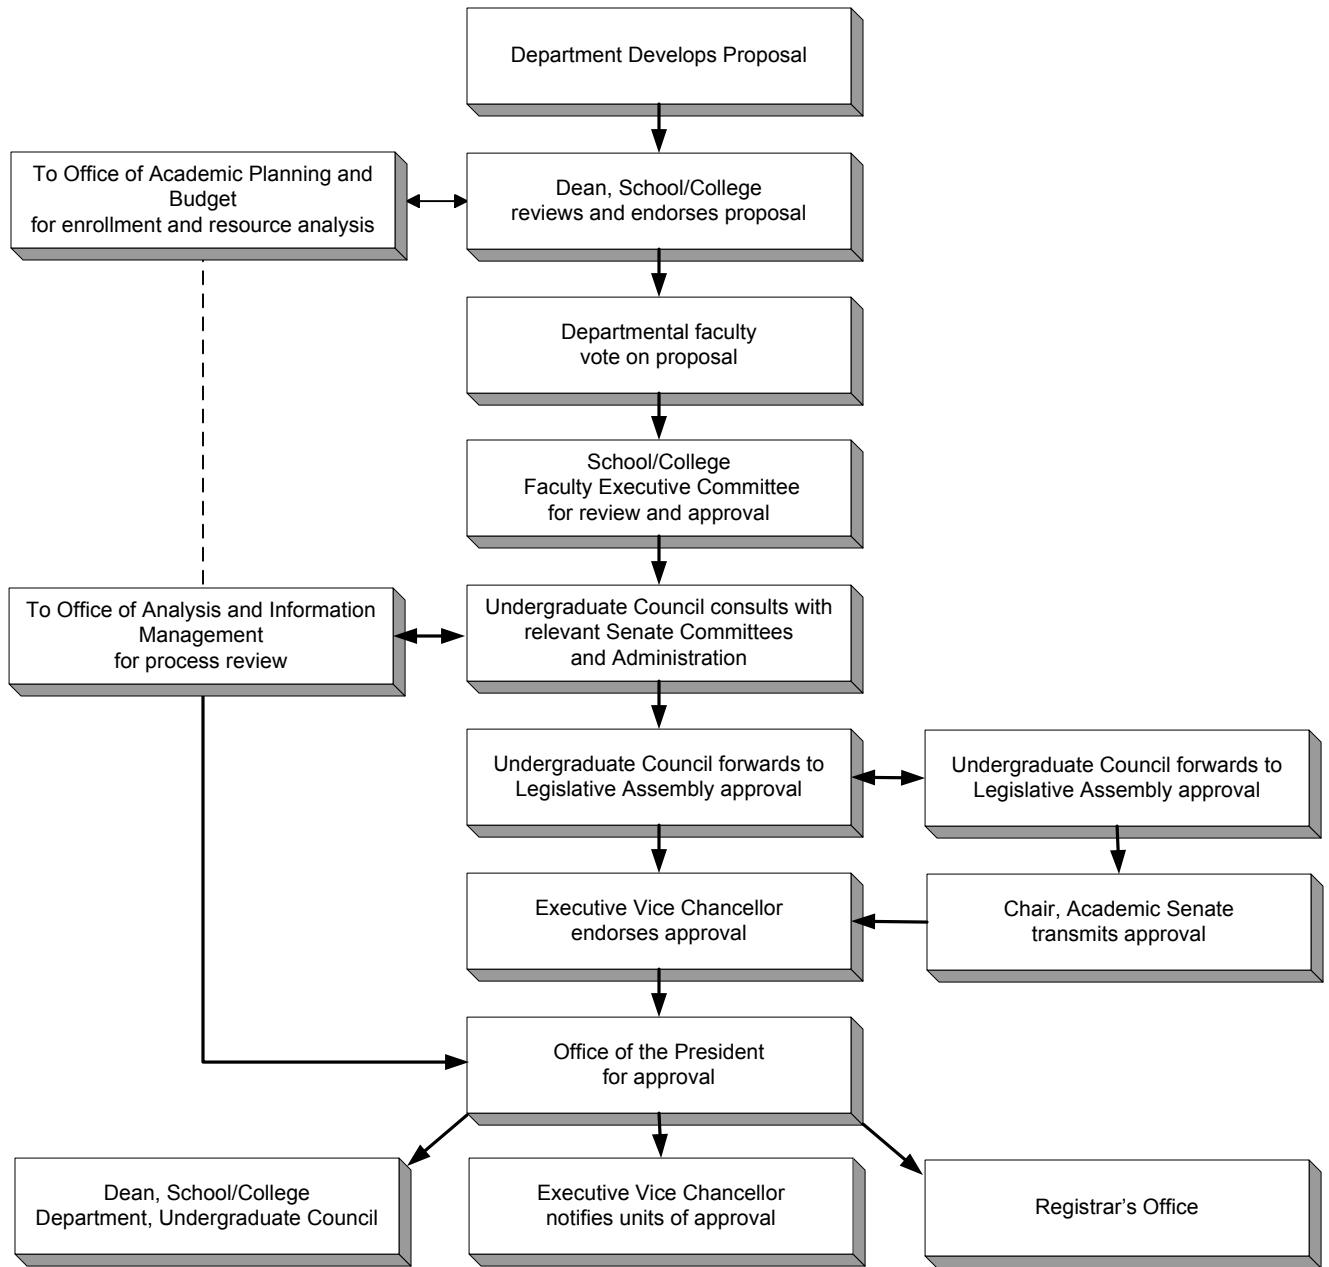 Department Develops Proposal
To Office of Academic Planning and
Budget
for enrollment and resource analysis
Dean, School/College
reviews and endorses proposal
Departmental faculty
vote on proposal
School/College
Faculty Executive Committee
for review and approval
To Office of Analysis and Information
Management
for process review
Undergraduate Council consults with
relevant Senate Committees
and Administration
Undergraduate Council forwards to
Legislative Assembly approval
Undergraduate Council forwards to
Legislative Assembly approval
Executive Vice Chancellor
endorses approval
Chair, Academic Senate
transmits approval
Office of the President
for approval
Dean, School/College
Department, Undergraduate Council
Executive Vice Chancellor
notifies units of approval
Registrar's Office